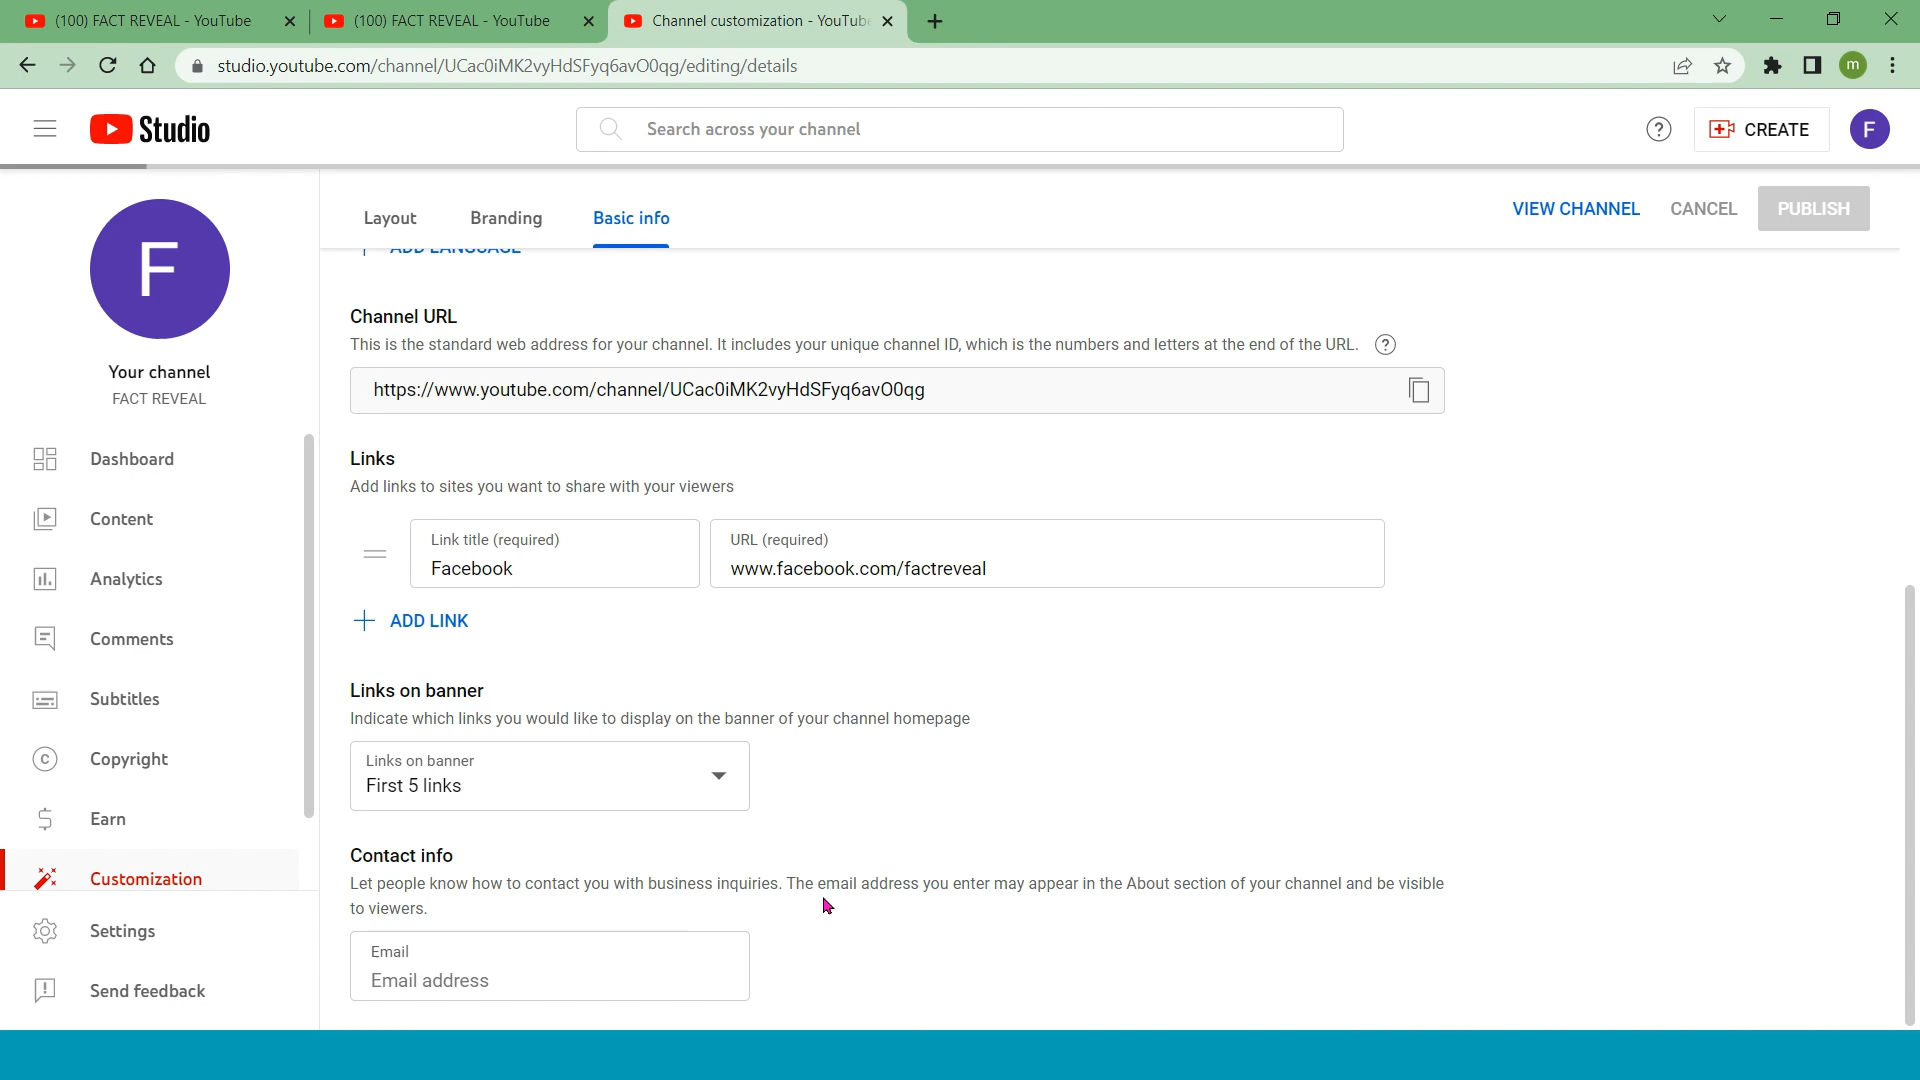 (100) FACT REVEAL - YouTube
(100) FACT REVEAL - YouTube
Channel customization - YouTube
studio.youtube.com/channel/UCac0iMK2vyHdSFyq6avO0qg/editing/details
m
Studio
Search across your channel
CREATE
F
F
Your channel
FACT REVEAL
Dashboard
Content
Analytics
Comments
Subtitles
Copyright
Earn
Customization
Settings
Send feedback
Layout
Branding
Basic info
VIEW CHANNEL
CANCEL
PUBLISH
ADD LANGUAGE
Channel URL
This is the standard web address for your channel. It includes your unique channel ID, which is the numbers and letters at the end of the URL.
https://www.youtube.com/channel/UCac0iMK2vyHdSFyq6avO0qg
Links
Add links to sites you want to share with your viewers
Link title (required)
Facebook
URL (required)
www.facebook.com/factreveal
ADD LINK
Links on banner
Indicate which links you would like to display on the banner of your channel homepage
Links on banner
First 5 links
Contact info
Let people know how to contact you with business inquiries. The email address you enter may appear in the About section of your channel and be visible
to viewers.
Email
Email address